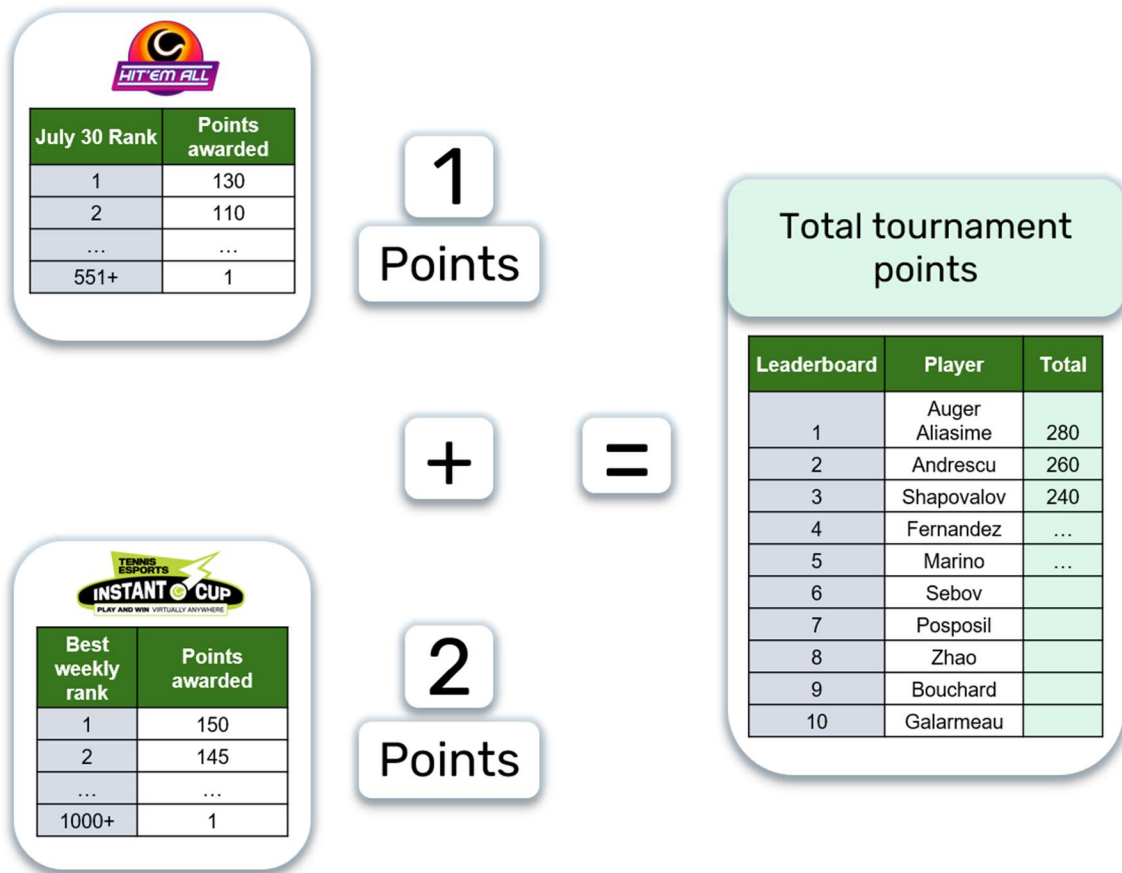 HIT'EM ALL
July 30 Rank Points awarded
1 130
2 110
... ...
551+ 1
1
Points
+
=
TENNIS
ESPORTS
INSTANT CUP
PLAY AND WIN VIRTUALLY ANYWHERE
Best weekly rank Points awarded
1 150
2 145
... ...
1000+ 1
2
Points
Total tournament
points
Leaderboard Player Total
1 Auger Aliasime 280
2 Andrescu 260
3 Shapovalov 240
4 Fernandez ...
5 Marino ...
6 Sebov
7 Posposil
8 Zhao
9 Bouchard
10 Galarmeau